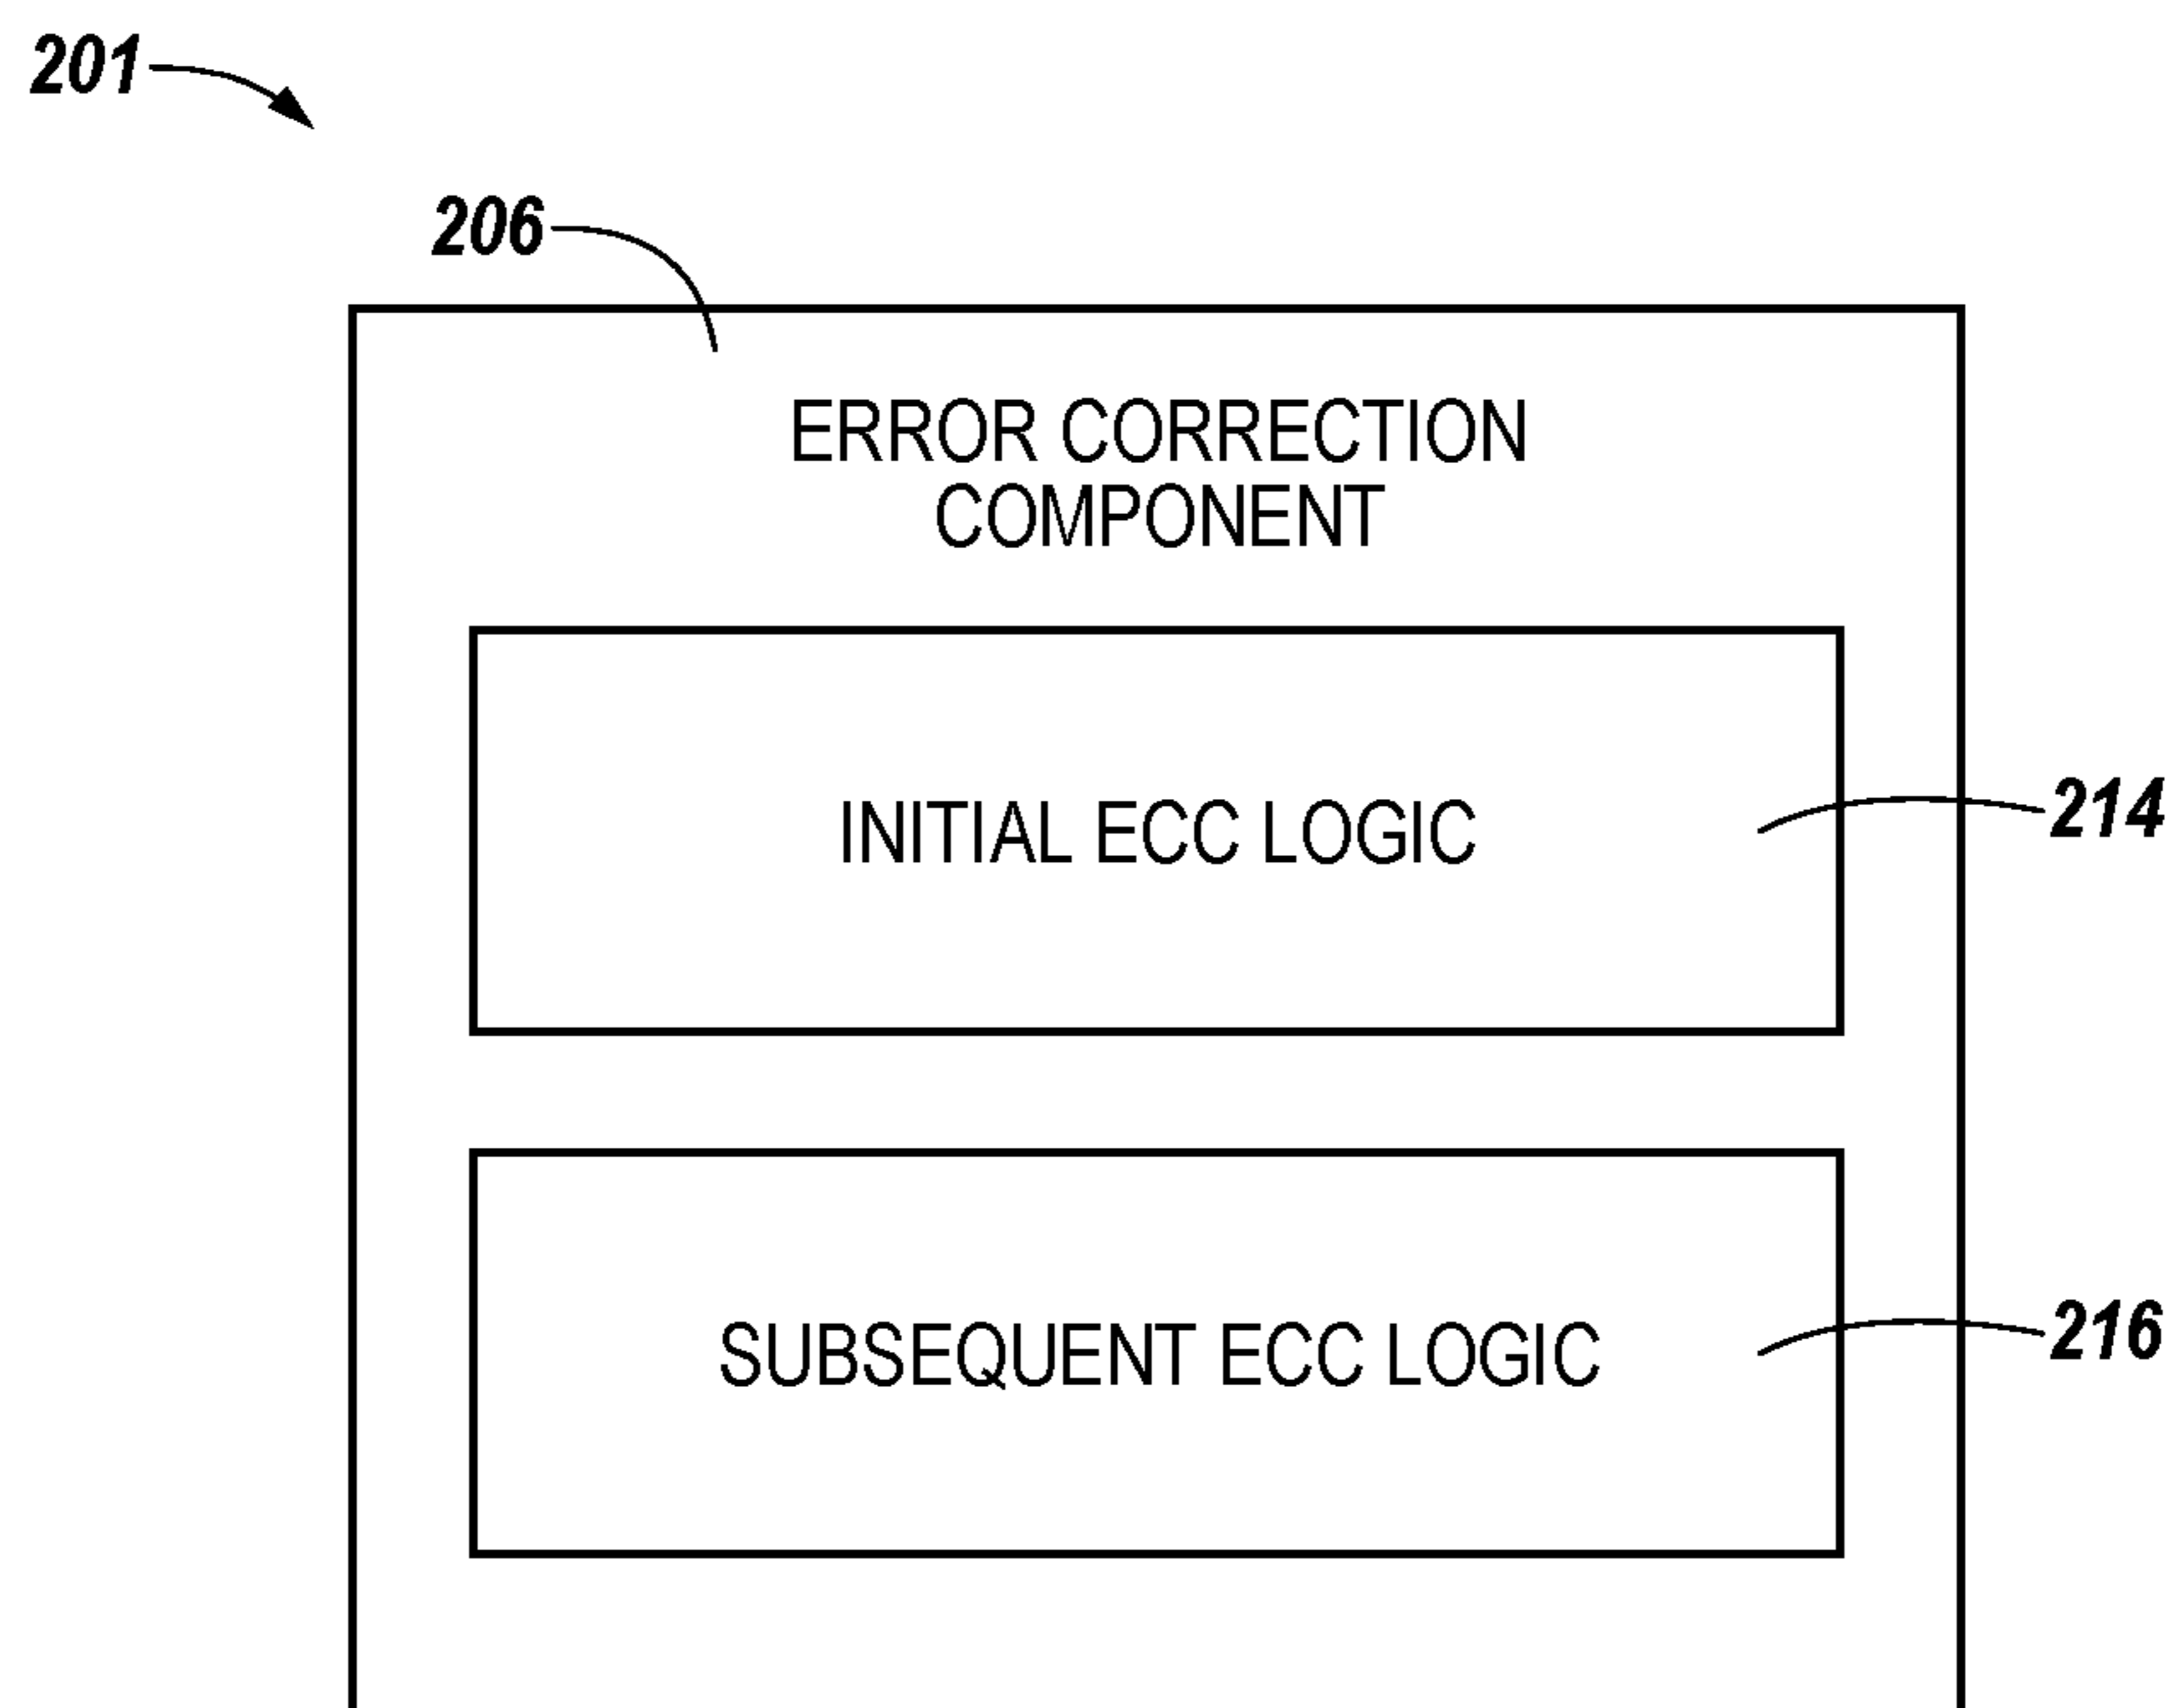 201
206
ERROR CORRECTION
COMPONENT
INITIAL ECC LOGIC
214
SUBSEQUENT ECC LOGIC
216